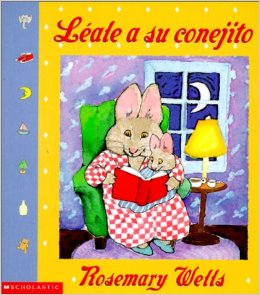 Léale a su conejito
SCHOLASTIC
Rosemary Wells